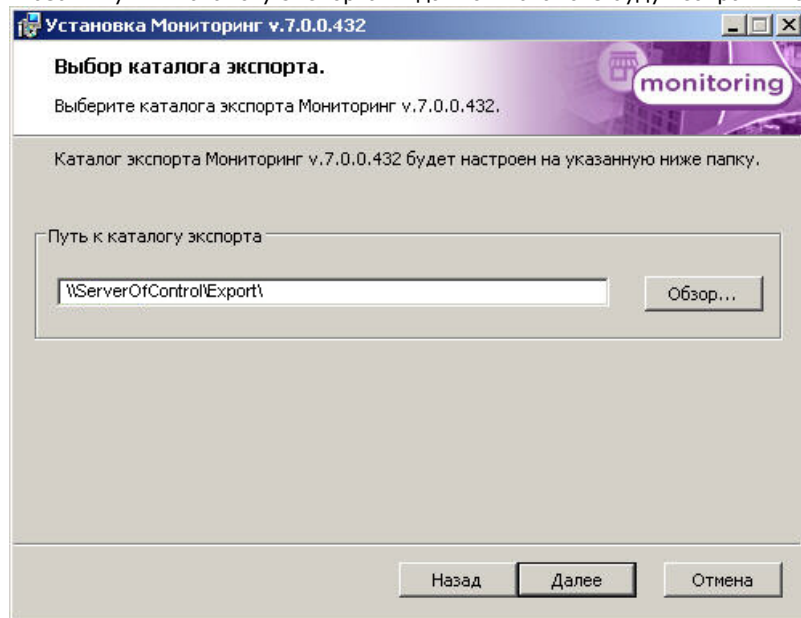 Установка Мониторинг v.7.0.0.432
Выбор каталога экспорта.
monitoring
Выберите каталога экспорта Мониторинг v.7.0.0.432.
Каталог экспорта Мониторинг v.7.0.0.432 будет настроен на указанную ниже папку.
Путь к каталогу экспорта
\\ServerOfControl\Export\
Обзор...
Назад
Далее
Отмена